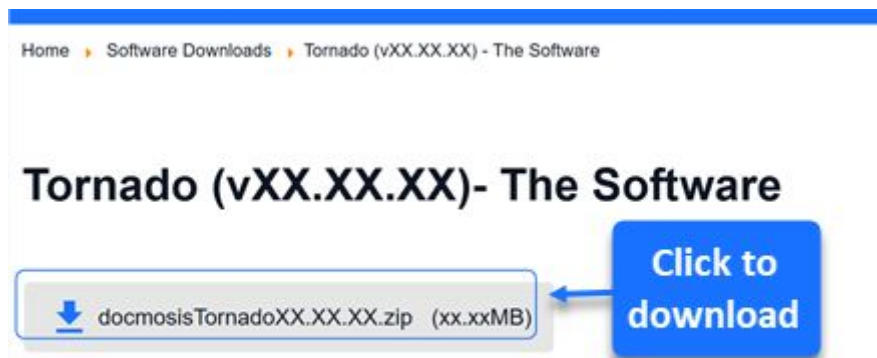 Home Software Downloads Tornado (vXX.XX.XX) - The Software
Tornado (vXX.XX.XX)- The Software
Click to
download
docmosisTornadoXX.XX.XX.zip (xx.xxMB)